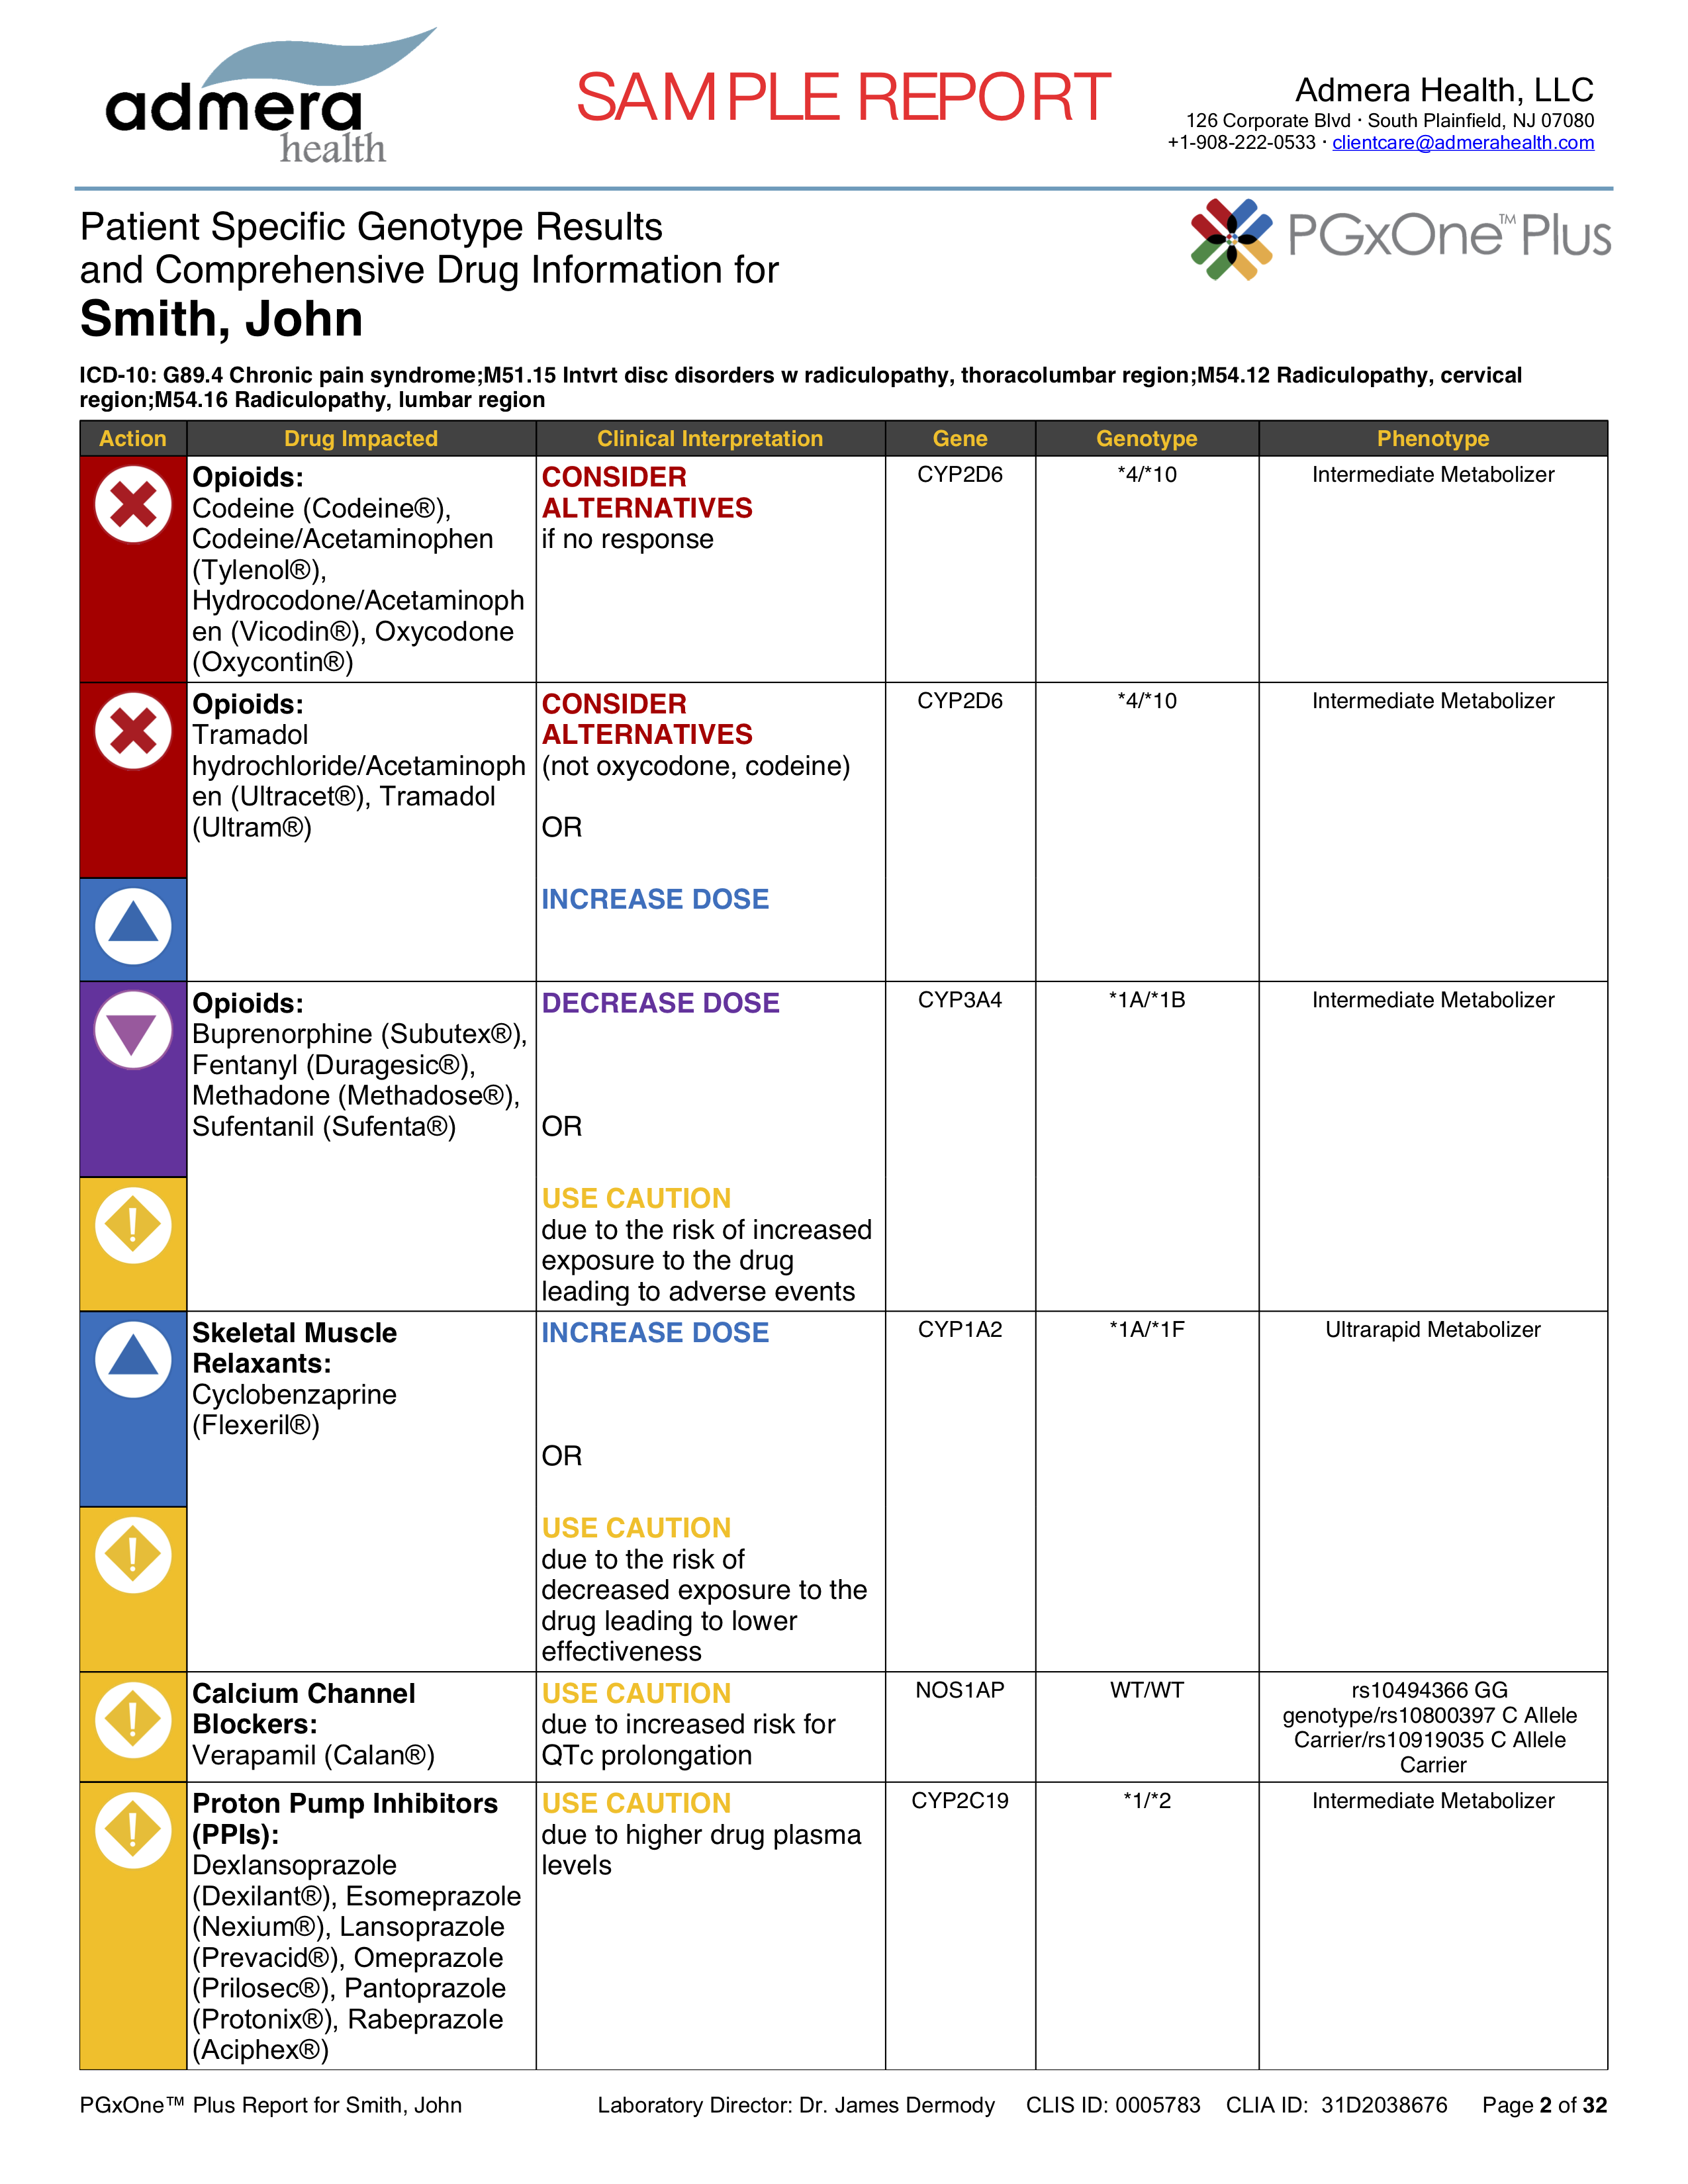 admera
health
SAMPLE REPORT
Admera Health, LLC
126 Corporate Blvd · South Plainfield, NJ 07080
+1-908-222-0533 · clientcare@admerahealth.com
Patient Specific Genotype Results
and Comprehensive Drug Information for
Smith, John
PGxOne™ Plus
ICD-10: G89.4 Chronic pain syndrome;M51.15 Intvrt disc disorders w radiculopathy, thoracolumbar region;M54.12 Radiculopathy, cervical
region;M54.16 Radiculopathy, lumbar region
Action Drug Impacted Clinical Interpretation Gene Genotype Phenotype
Opioids:
Codeine (Codeine®),
Codeine/Acetaminophen
(Tylenol®),
Hydrocodone/Acetaminoph
en (Vicodin®), Oxycodone
(Oxycontin®)
CONSIDER
ALTERNATIVES
if no response
CYP2D6
*4/*10
Intermediate Metabolizer
Opioids:
Tramadol
hydrochloride/Acetaminoph
en (Ultracet®), Tramadol
(Ultram®)
CONSIDER
ALTERNATIVES
(not oxycodone, codeine)
OR
INCREASE DOSE
CYP2D6
*4/*10
Intermediate Metabolizer
Opioids:
Buprenorphine (Subutex®),
Fentanyl (Duragesic®),
Methadone (Methadose®),
Sufentanil (Sufenta®)
DECREASE DOSE
OR
USE CAUTION
due to the risk of increased
exposure to the drug
leading to adverse events
CYP3A4
*1A/*1B
Intermediate Metabolizer
Skeletal Muscle
Relaxants:
Cyclobenzaprine
(Flexeril®)
INCREASE DOSE
OR
USE CAUTION
due to the risk of
decreased exposure to the
drug leading to lower
effectiveness
CYP1A2
*1A/*1F
Ultrarapid Metabolizer
Calcium Channel
Blockers:
Verapamil (Calan®)
USE CAUTION
due to increased risk for
QTc prolongation
NOS1AP
WT/WT
rs10494366 GG
genotype/rs10800397 C Allele
Carrier/rs10919035 C Allele
Carrier
Proton Pump Inhibitors
(PPIs):
Dexlansoprazole
(Dexilant®), Esomeprazole
(Nexium®), Lansoprazole
(Prevacid®), Omeprazole
(Prilosec®), Pantoprazole
(Protonix®), Rabeprazole
(Aciphex®)
USE CAUTION
due to higher drug plasma
levels
CYP2C19
*1/*2
Intermediate Metabolizer
PGxOne™ Plus Report for Smith, John Laboratory Director: Dr. James Dermody CLIS ID: 0005783 CLIA ID: 31D2038676 Page 2 of 32